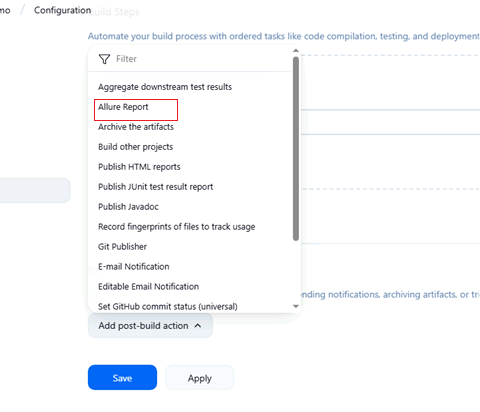 mo / Configuration
Build Steps
Automate your build process with ordered tasks like code compilation, testing, and deployment
Filter
Aggregate downstream test results
Allure Report
Archive the artifacts
Build other projects
Publish HTML reports
Publish JUnit test result report
Publish Javadoc
Record fingerprints of files to track usage
Git Publisher
E-mail Notification
Editable Email Notification
Set GitHub commit status (universal)
ending notifications, archiving artifacts, or tr
Add post-build action
Save
Apply